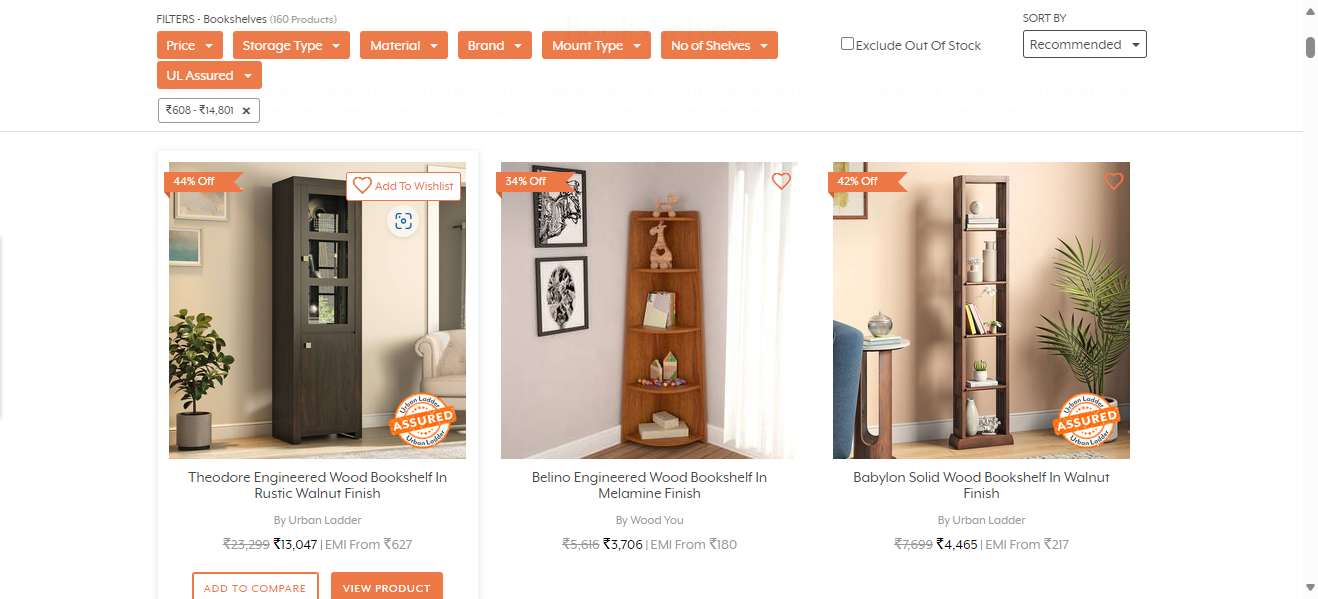 FILTERS - Bookshelves (160 Products)
SORT BY
Price
Storage Type
Material
Brand
Mount Type
No of Shelves
Exclude Out Of Stock
Recommended
UL Assured
₹608 - ₹14,801 ×
44% Off
Add To Wishlist
34% Off
42% Off
Urban Ladder
ASSURED
Urban Ladder
Urban Ladder
ASSURED
Urban Ladder
Theodore Engineered Wood Bookshelf In
Rustic Walnut Finish
By Urban Ladder
₹23,299 ₹13,047 | EMI From ₹627
ADD TO COMPARE
VIEW PRODUCT
Belino Engineered Wood Bookshelf In
Melamine Finish
By Wood You
₹5,616 ₹3,706 | EMI From ₹180
Babylon Solid Wood Bookshelf In Walnut
Finish
By Urban Ladder
₹7,699 ₹4,465 | EMI From ₹217